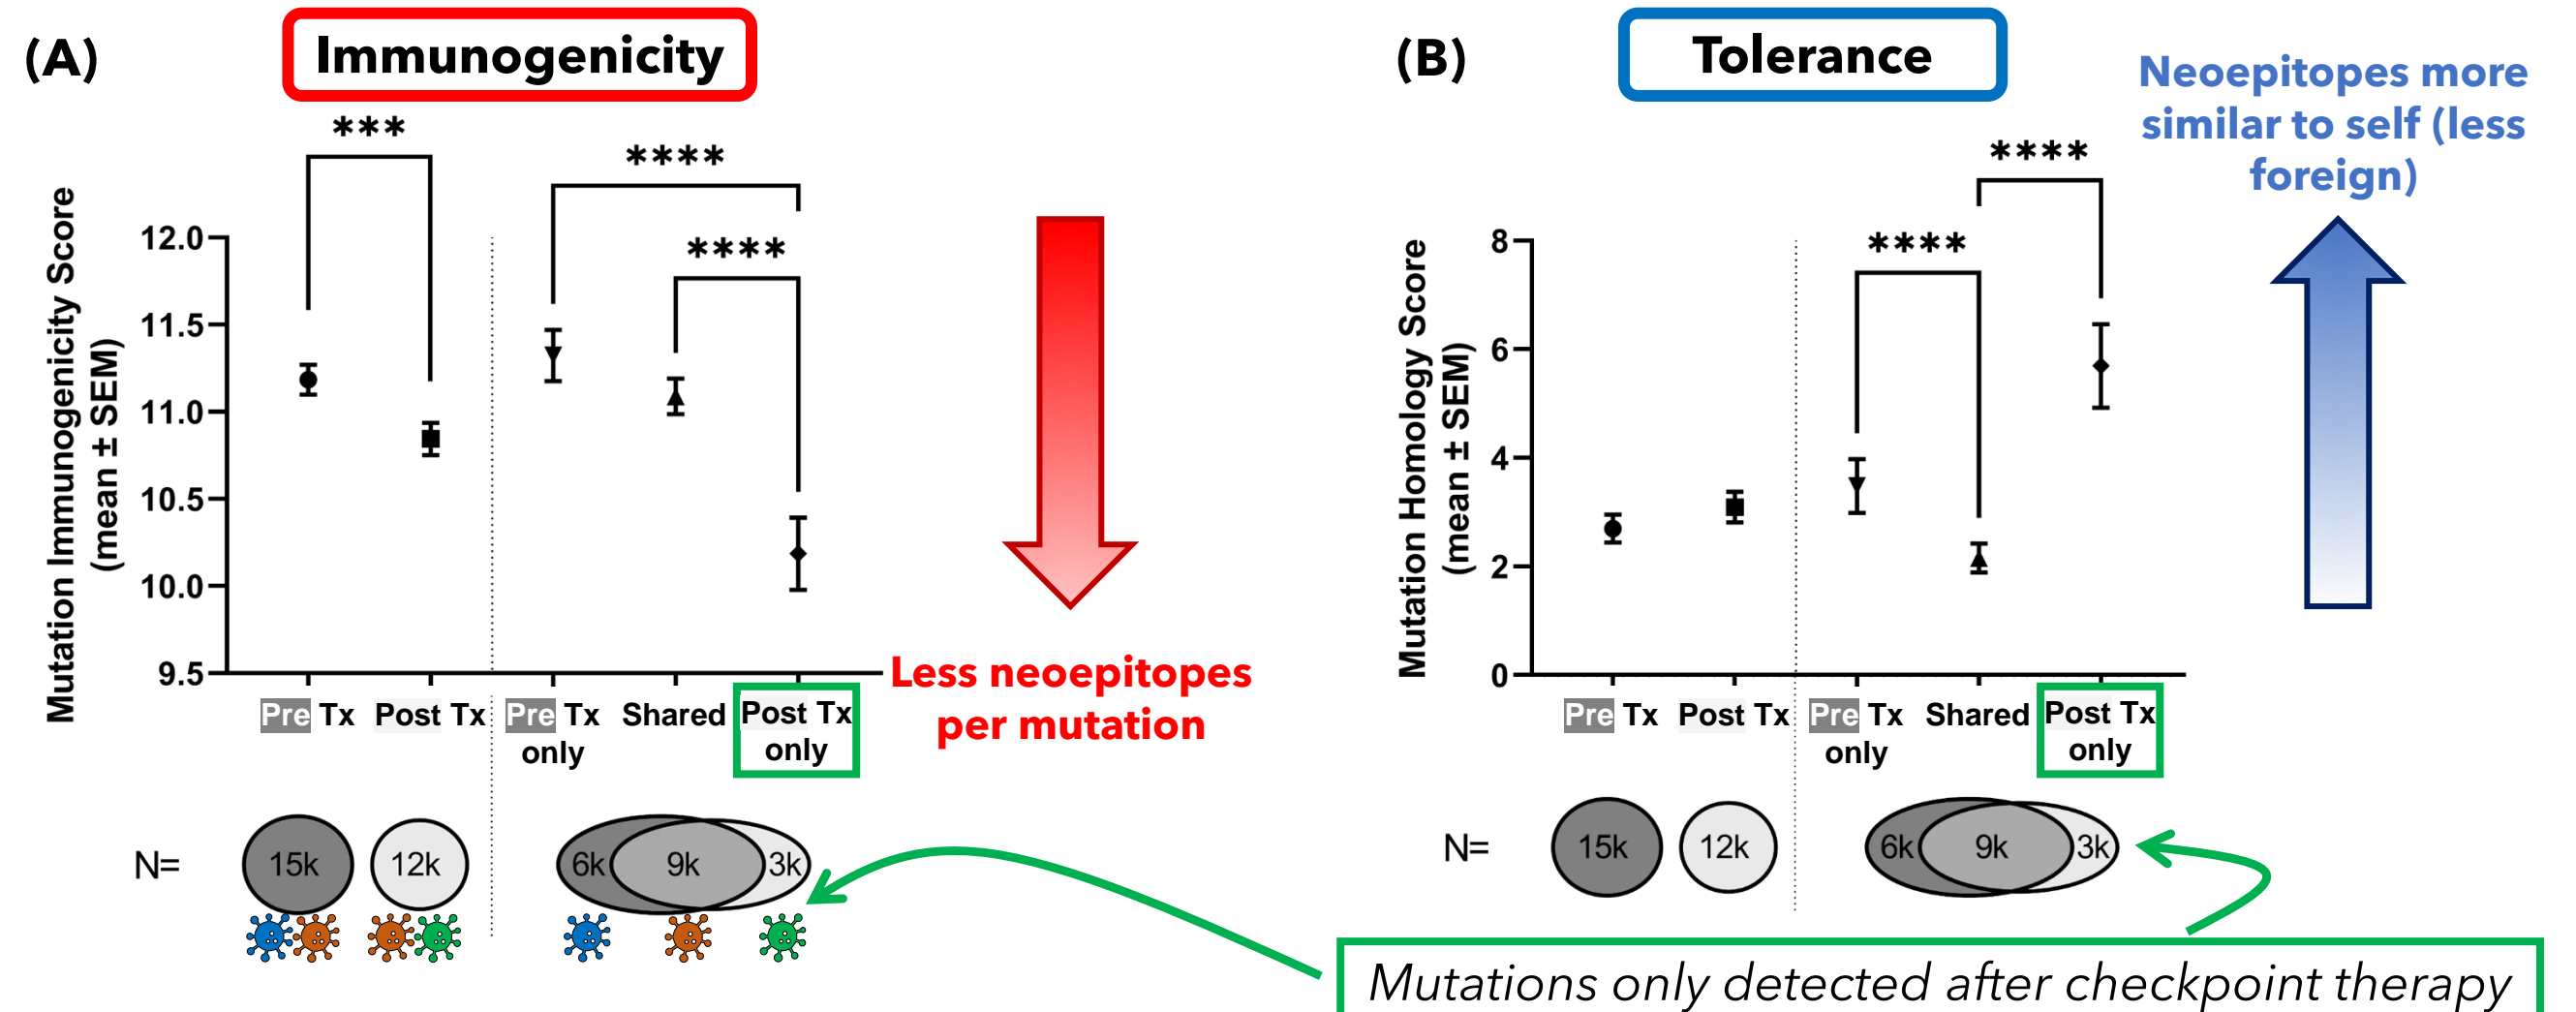 (A)
Immunogenicity
***
****
****
Mutation Immunogenicity Score
(mean ± SEM)
12.0
11.5
11.0
10.5
10.0
9.5
Pre Tx
Post Tx
Pre Tx
only
Shared
Post Tx
only
N=
15k
12k
6k
9k
3k
Less neoepitopes
per mutation
(B)
Tolerance
Neoepitopes more
similar to self (less
foreign)
****
****
Mutation Homology Score
(mean ± SEM)
8
6
4
2
0
Pre Tx
Post Tx
Pre Tx
only
Shared
Post Tx
only
N=
15k
12k
6k
9k
3k
Mutations only detected after checkpoint therapy